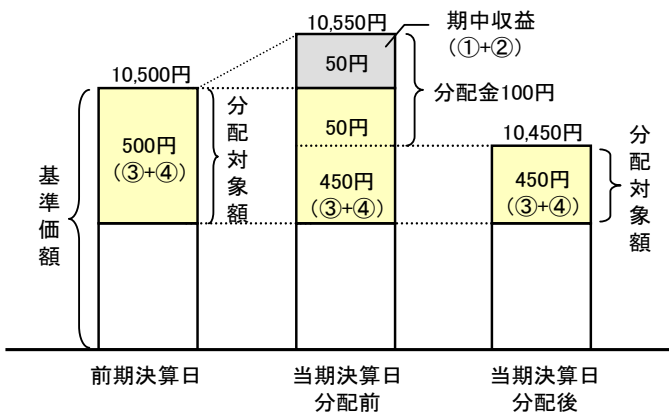 期中収益
(①+②)
10,550円
50円
10,500円
分配金100円
分配対象額
500円
(③+④)
50円
10,450円
分配対象額
基準価額
450円
(③+④)
450円
(③+④)
前期決算日
当期決算日
分配前
当期決算日
分配後